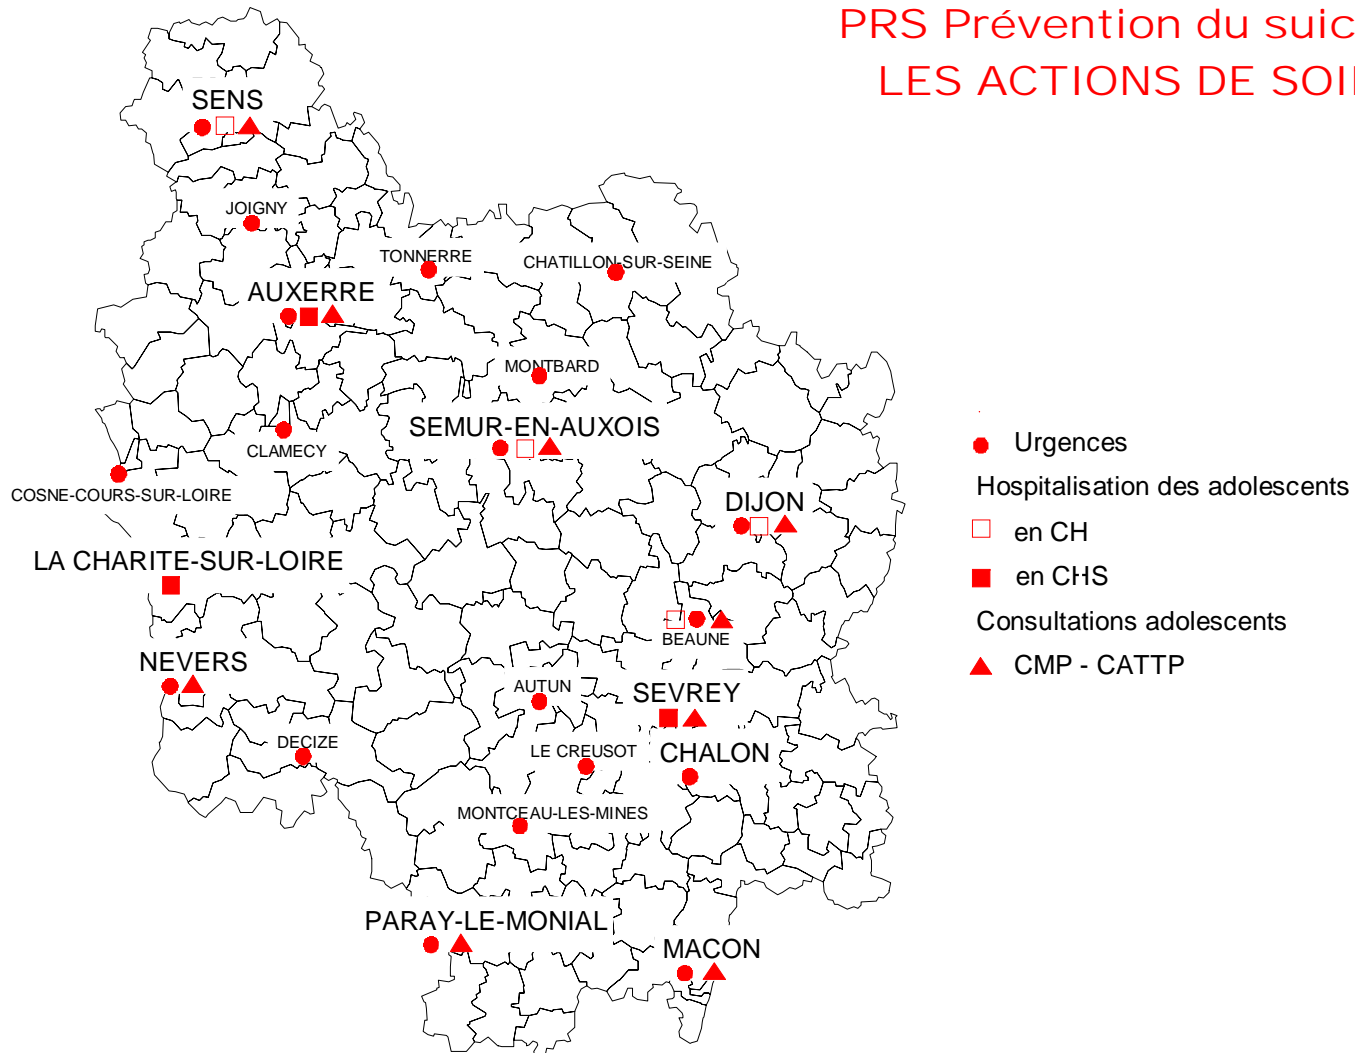 PRS Prévention du suic
LES ACTIONS DE SOI
SENS
JOIGNY
TONNERRE
CHATILLON-SUR-SEINE
AUXERRE
MONTBARD
SEMUR-EN-AUXOIS
CLAMECY
COSNE-COURS-SUR-LOIRE
DIJON
LA CHARITE-SUR-LOIRE
BEAUNE
NEVERS
AUTUN
SEVREY
DECIZE
LE CREUSOT
CHALON
MONTCEAU-LES-MINES
PARAY-LE-MONIAL
MACON
Urgences
Hospitalisation des adolescents
en CH
en CHS
Consultations adolescents
CMP - CATTP